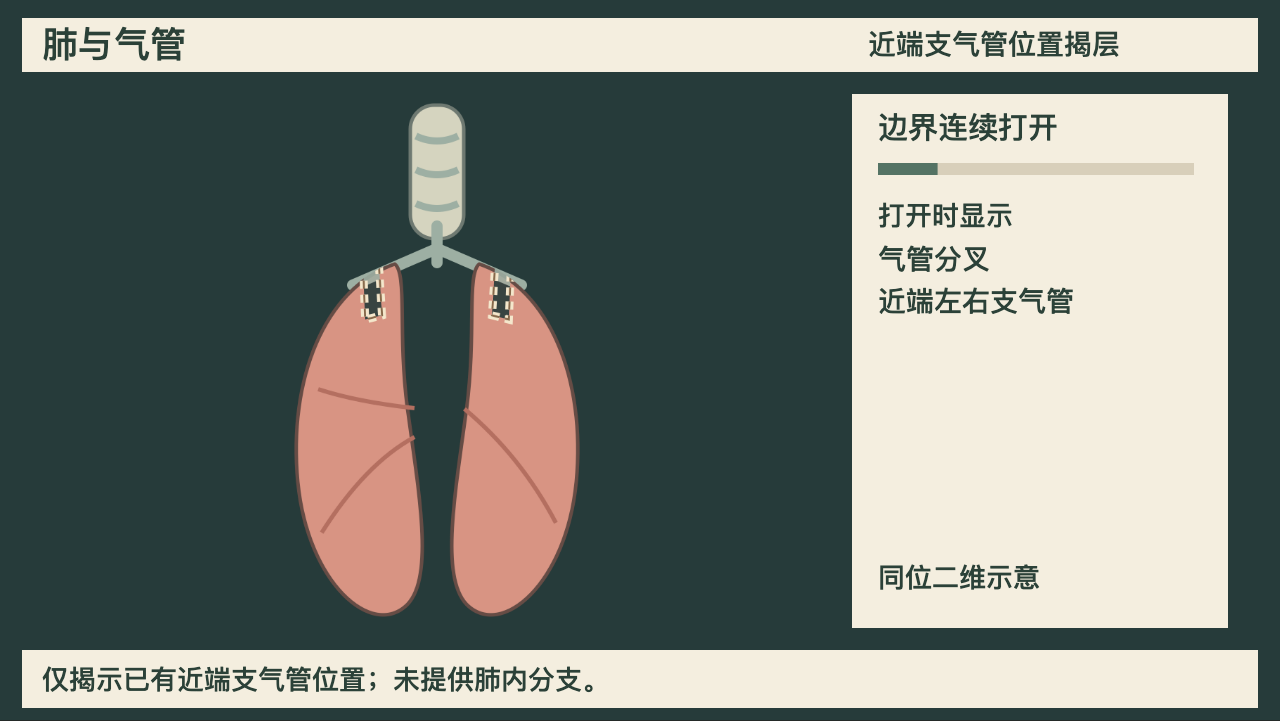 肺与气管
近端支气管位置揭层
边界连续打开
打开时显示
气管分叉
近端左右支气管
同位二维示意
仅揭示已有近端支气管位置；未提供肺内分支。